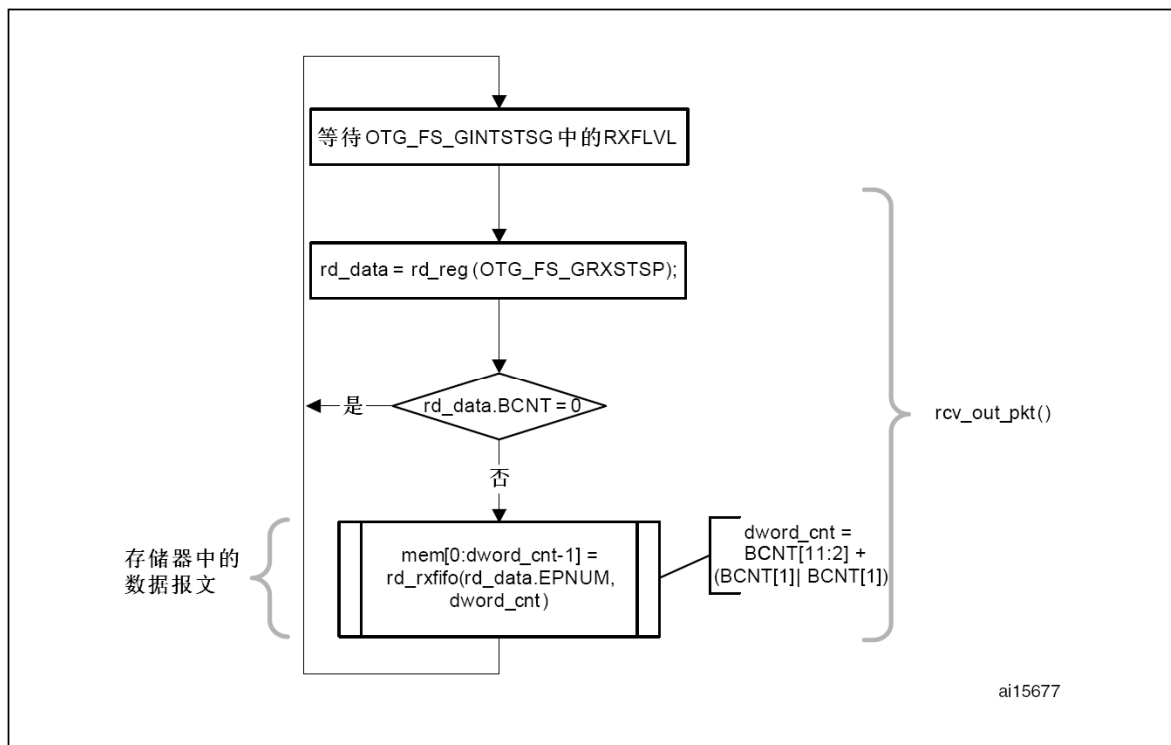 等待OTG_FS_GINTSTSG中的RXFLVL
rd_data = rd_reg (OTG_FS_GRXSTSP);
rd_data.BCNT = 0
是
rcv_out_pkt()
否
存储器中的
数据报文
mem[0:dword_cnt-1] =
rd_rxfifo(rd_data.EPNUM,
dword_cnt)
dword_cnt =
BCNT[11:2] +
(BCNT[1]| BCNT[1])
ai15677